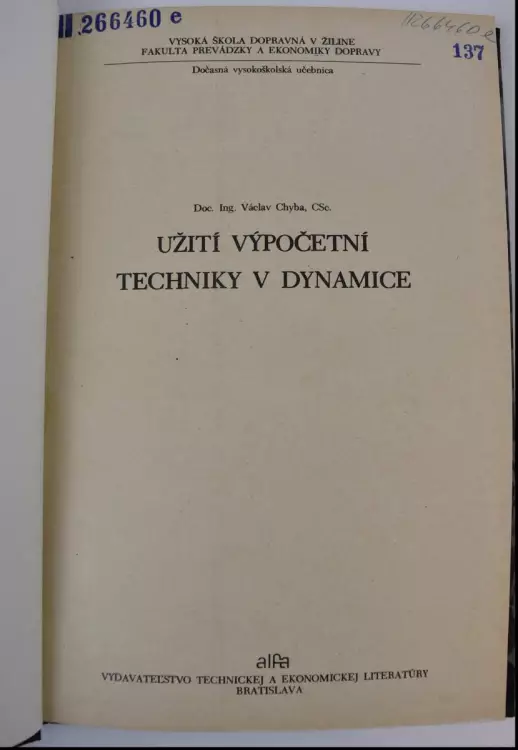 II 266460 e
II266460 e
137
VYSOKÁ ŠKOLA DOPRAVNÁ V ŽILINE
FAKULTA PREVÁDZKY A EKONOMIKY DOPRAVY
Dočasná vysokoškolská učebnica
Doc. Ing. Václav Chyba, CSc.
UŽITÍ VÝPOČETNÍ
TECHNIKY V DYNAMICE
alfa
VYDAVATEĽSTVO TECHNICKEJ A EKONOMICKEJ LITERATÚRY
BRATISLAVA